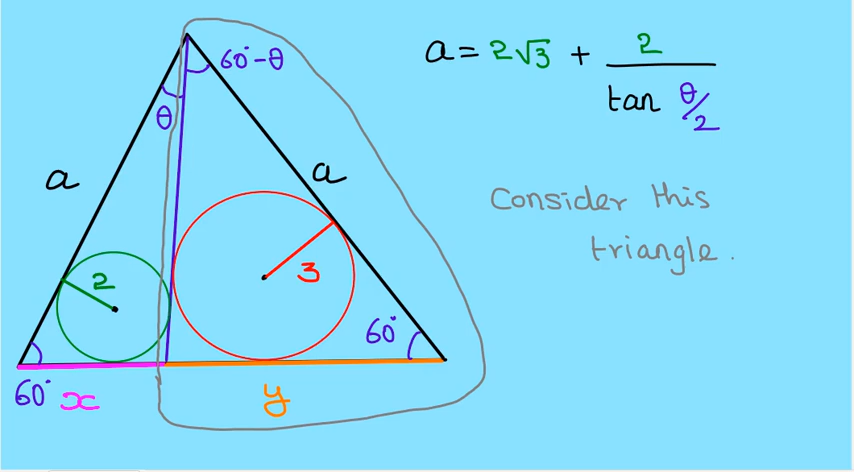 60°-θ
a = 2√3 + 2 / tan θ/2
θ
a
a
Consider this
triangle.
2
3
60°
60°
x
y